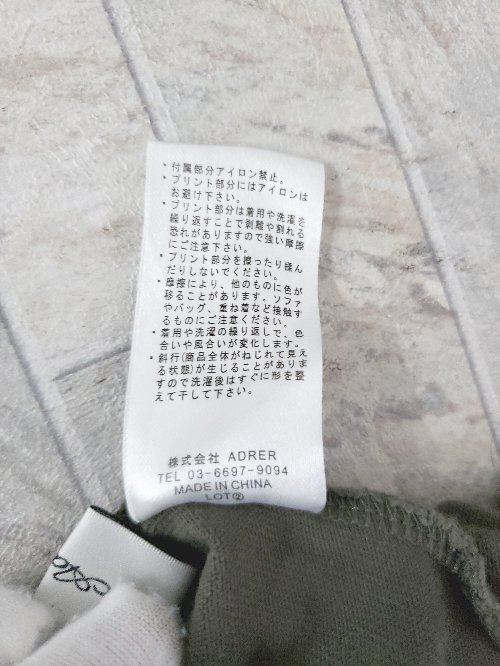 ・付属部分アイロン禁止。
・プリント部分にはアイロンは
お避け下さい。
・プリント部分は着用や洗濯を
繰り返すことで剥離や割れる
恐れがありますので強い摩擦
にご注意下さい。
・プリント部分を擦ったり揉ん
だりしないでください。
・摩擦により、他のものに色が
移ることがあります。ソファ
やバッグ、重ね着など接触す
るものにご注意ください。
・着用や洗濯の繰り返しで、色
合いや風合いが変化します。
・斜行(商品全体がねじれて見え
る状態)が生じることがありま
すので洗濯後はすぐに形を整
えて干して下さい。
株式会社 ADRER
TEL 03-6697-9094
MADE IN CHINA
LOT②